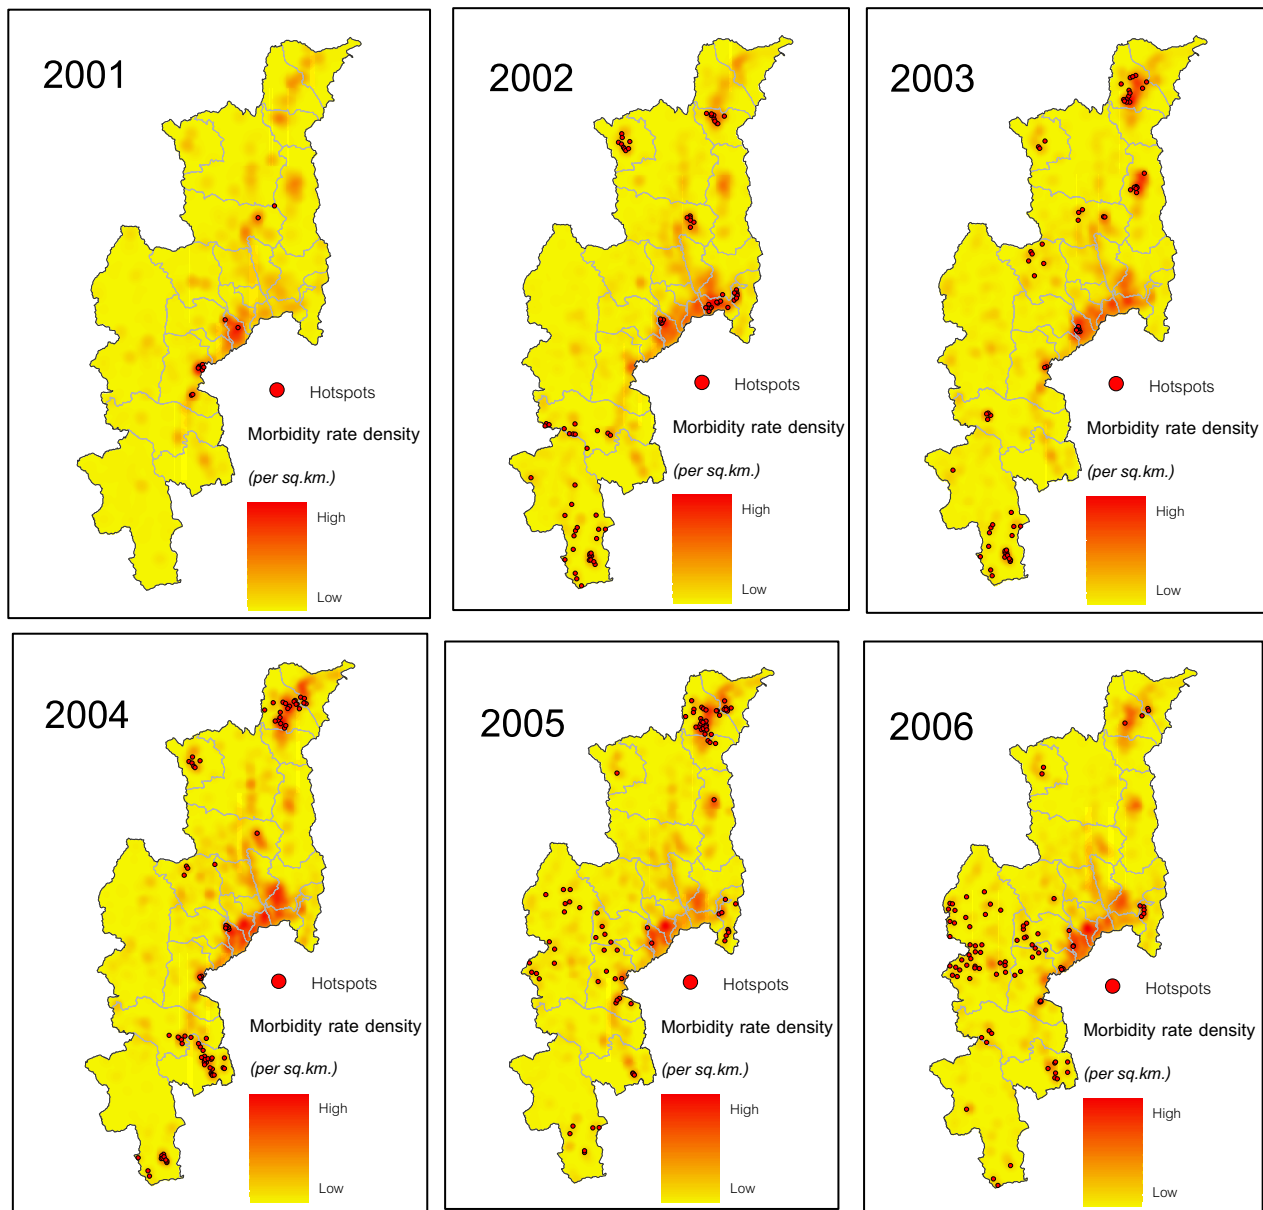 2001
Hotspots
Morbidity rate density
(per sq.km.)
High
Low
2002
Hotspots
Morbidity rate density
(per sq.km.)
High
Low
2003
Hotspots
Morbidity rate density
(per sq.km.)
High
Low
2004
Hotspots
Morbidity rate density
(per sq.km.)
High
Low
2005
Hotspots
Morbidity rate density
(per sq.km.)
High
Low
2006
Hotspots
Morbidity rate density
(per sq.km.)
High
Low